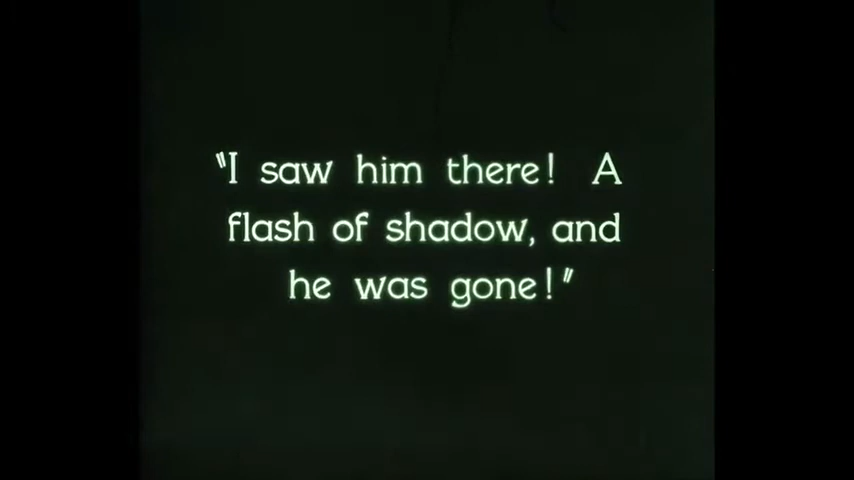 "I saw him there! A
flash of shadow, and
he was gone!"